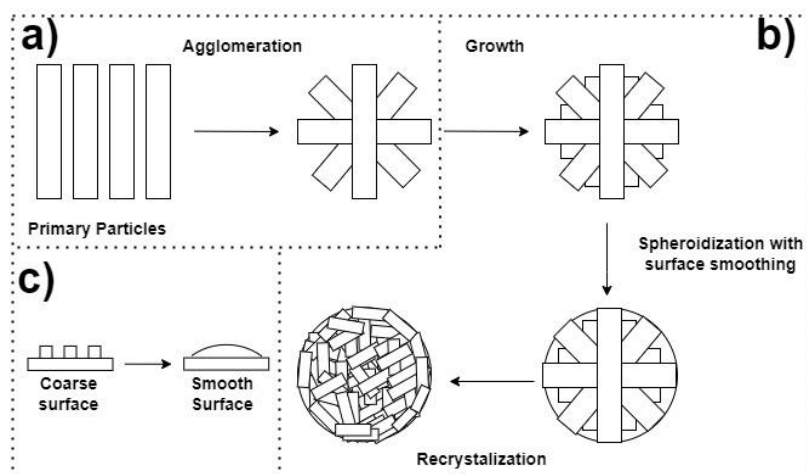 a)
Agglomeration
Primary Particles
Growth
b)
Spheroidization with
surface smoothing
Recrystalization
c)
Coarse
surface
Smooth
Surface